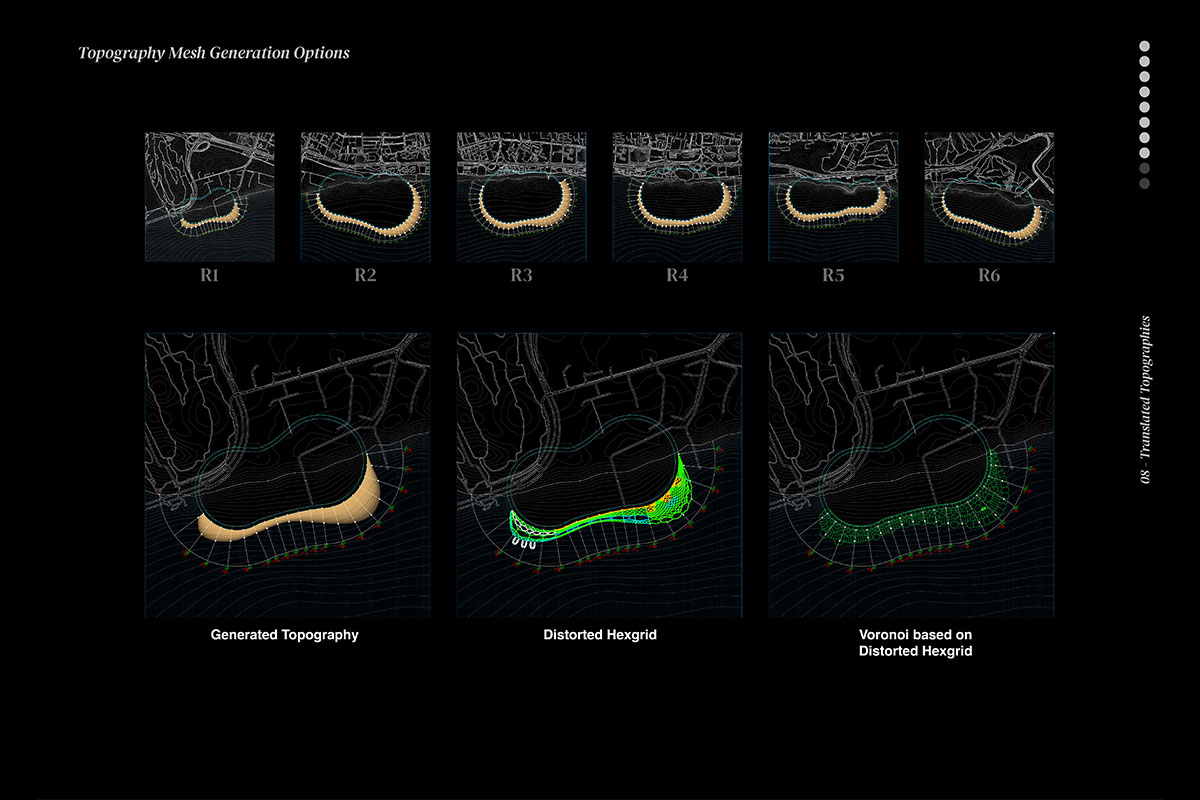 Topography Mesh Generation Options
R1
R2
R3
R4
R5
R6
08 - Translated Topographies
Generated Topography
Distorted Hexgrid
Voronoi based on
Distorted Hexgrid